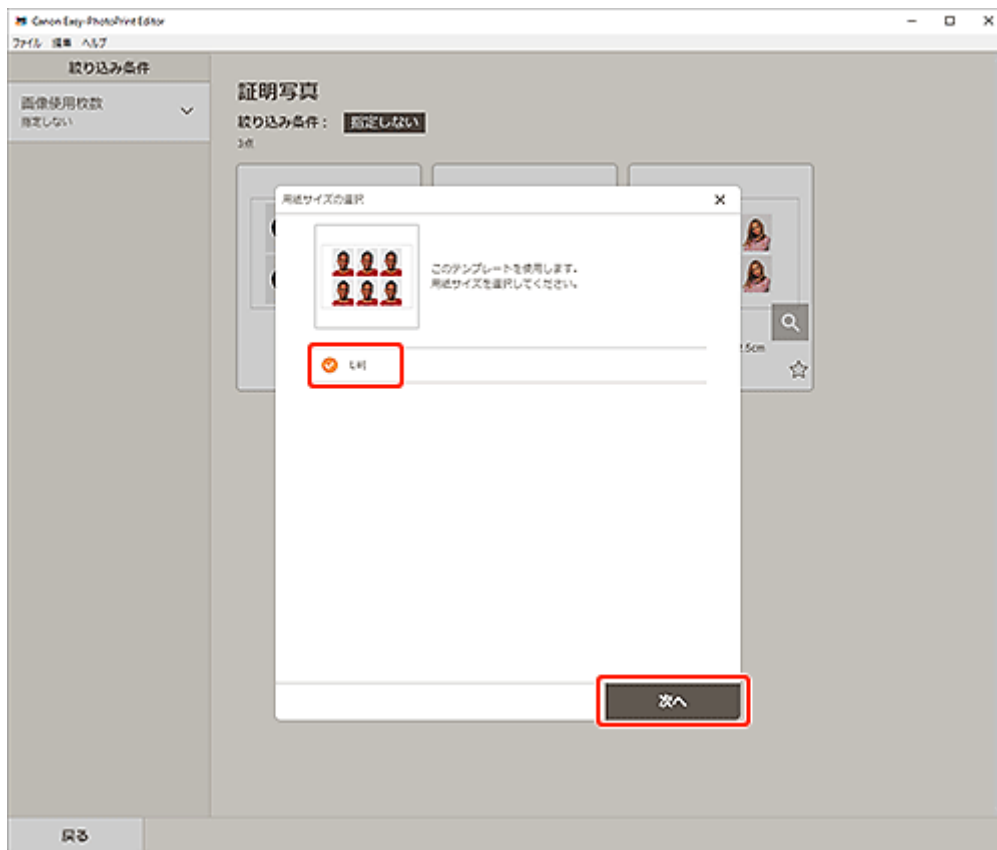 Canon Easy-PhotoPrint Editor
ファイル 編集 ヘルプ
絞り込み条件
画像使用枚数
指定しない
証明写真
絞り込み条件： 指定しない
3点
用紙サイズの選択
このテンプレートを使用します。
用紙サイズを選択してください。
L判
.5cm
次へ
戻る